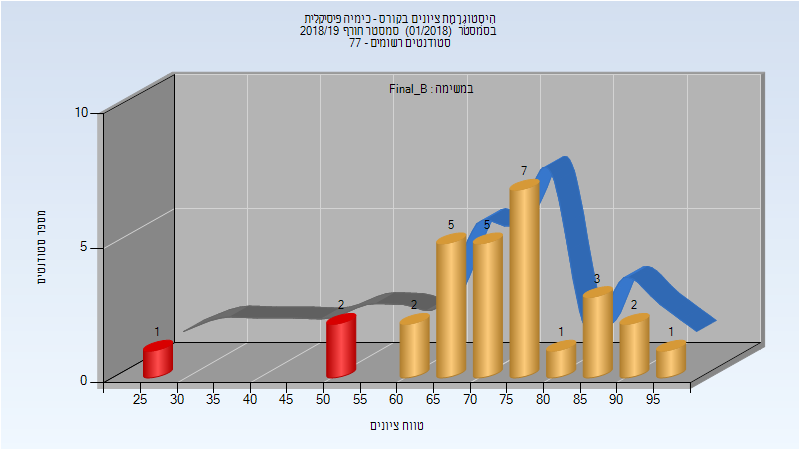 היסטוגרמת ציונים בקורס - כימיה פיסיקלית
בסמסטר (01/2018) סמסטר חורף 2018/19
סטודנטים רשומים - 77
במשימה : Final_B
מספר סטודנטים
10
5
0
1
2
2
5
5
7
1
3
2
1
25 30 35 40 45 50 55 60 65 70 75 80 85 90 95
טווח ציונים